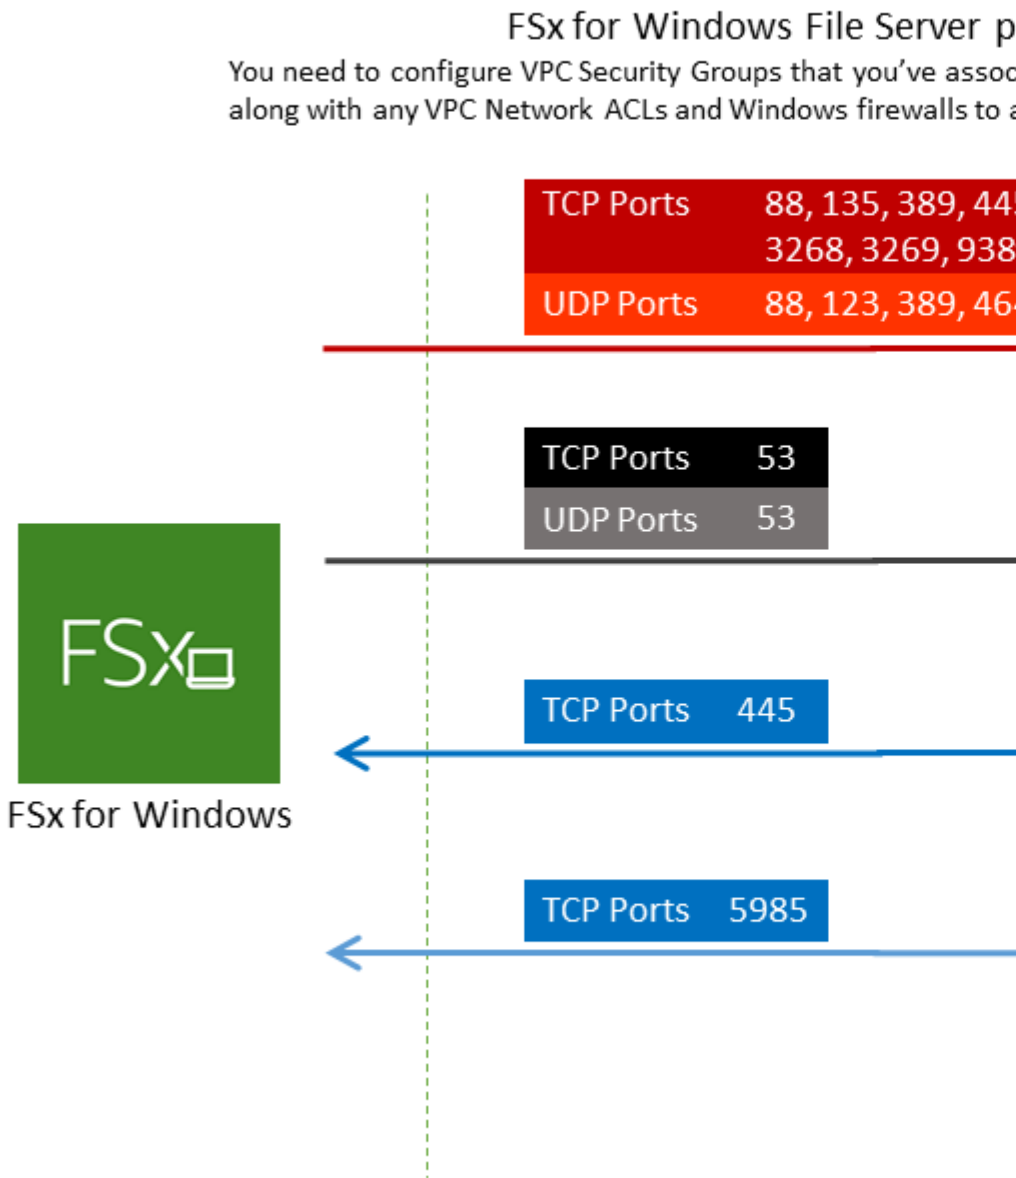 FSx for Windows File Server p
You need to configure VPC Security Groups that you've assoc
along with any VPC Network ACLs and Windows firewalls to a
TCP Ports 88, 135, 389, 445
3268, 3269, 938
UDP Ports 88, 123, 389, 464
TCP Ports 53
UDP Ports 53
FSx
TCP Ports 445
FSx for Windows
TCP Ports 5985